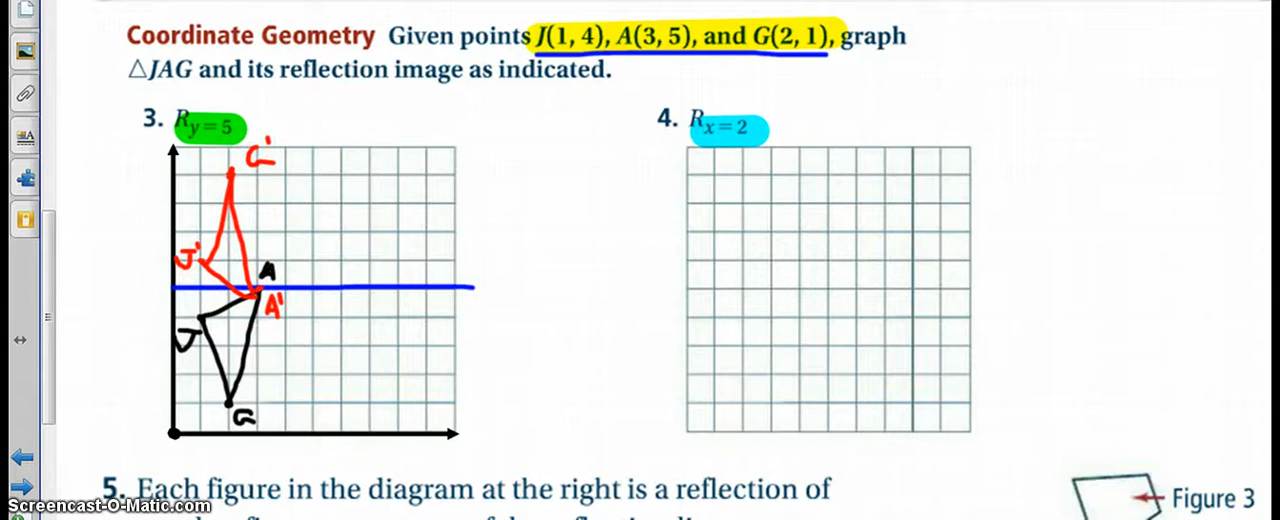 Coordinate Geometry Given points J(1, 4), A(3, 5), and G(2, 1), graph
△JAG and its reflection image as indicated.
3. R y = 5
4. R x = 2
G'
J'
A
A'
J
G
5. Each figure in the diagram at the right is a reflection of
Figure 3
Screencast-O-Matic.com